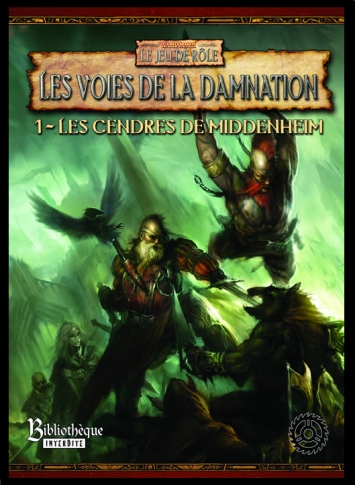 WARHAMMER
LE JEU DE RÔLE
LES VOIES DE LA DAMNATION
1 ~ LES CENDRES DE MIDDENHEIM
Bibliothèque
INTERDITE